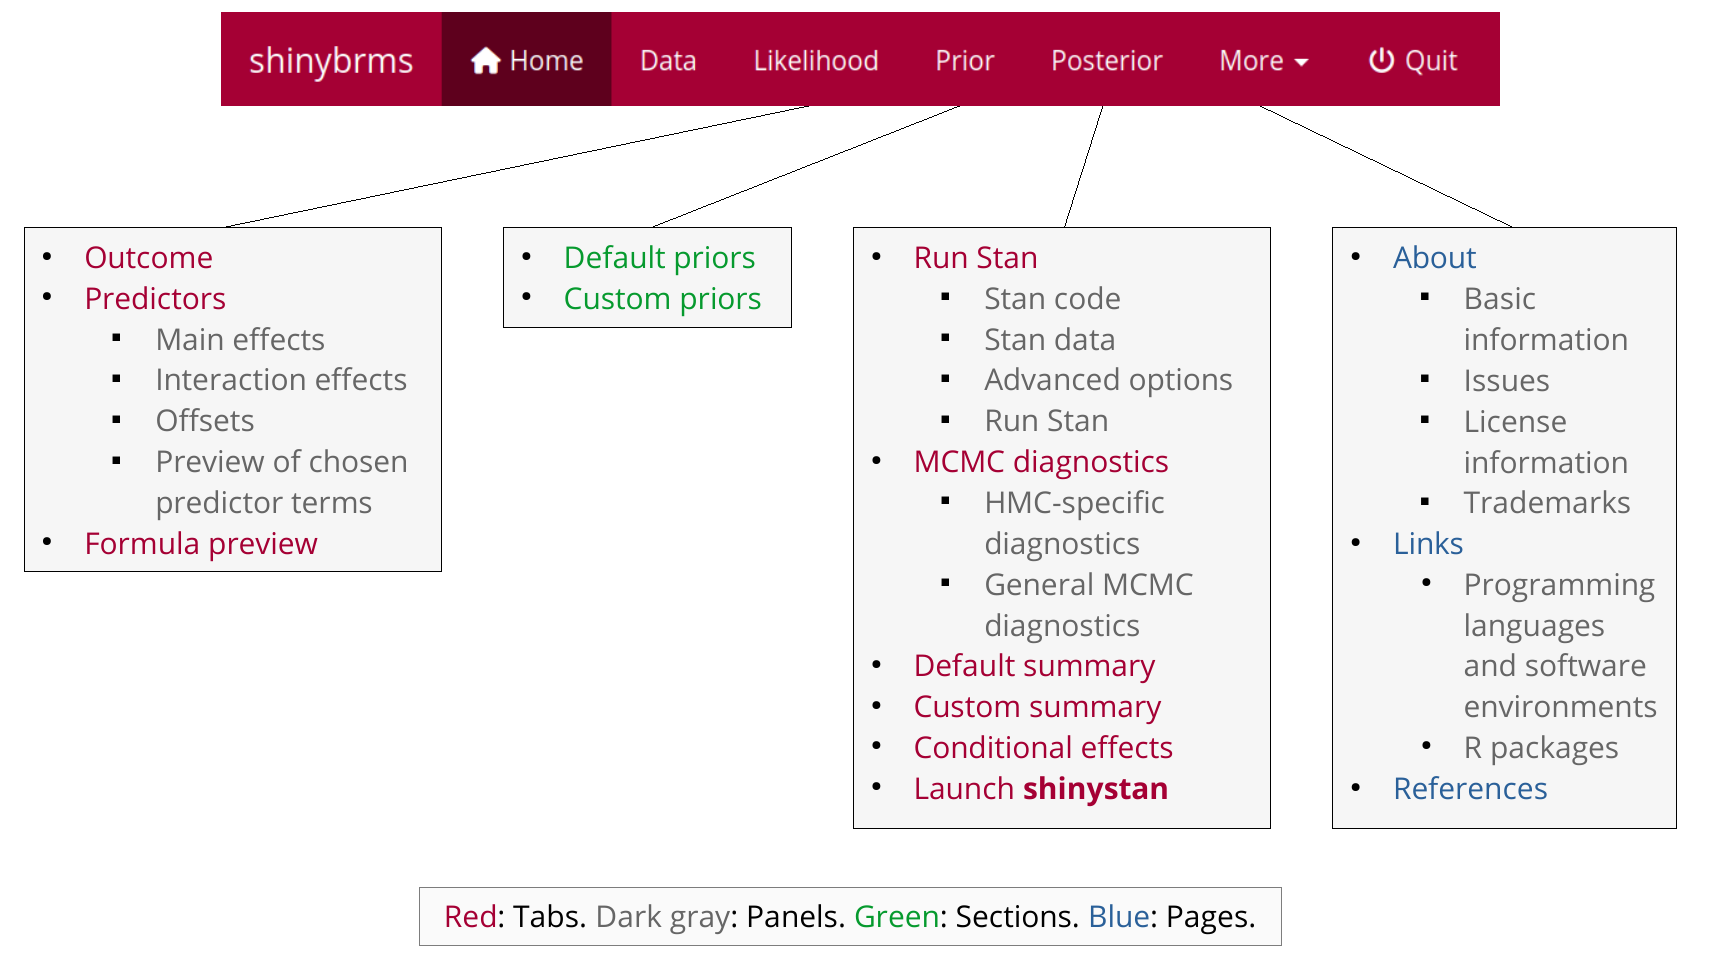 shinybrms Home Data Likelihood Prior Posterior More Quit
• Outcome
• Predictors
▪ Main effects
▪ Interaction effects
▪ Offsets
▪ Preview of chosen
predictor terms
• Formula preview
• Default priors
• Custom priors
• Run Stan
▪ Stan code
▪ Stan data
▪ Advanced options
▪ Run Stan
• MCMC diagnostics
▪ HMC-specific
diagnostics
▪ General MCMC
diagnostics
• Default summary
• Custom summary
• Conditional effects
• Launch shinystan
• About
▪ Basic
information
▪ Issues
▪ License
information
▪ Trademarks
• Links
• Programming
languages
and software
environments
• R packages
• References
Red: Tabs. Dark gray: Panels. Green: Sections. Blue: Pages.